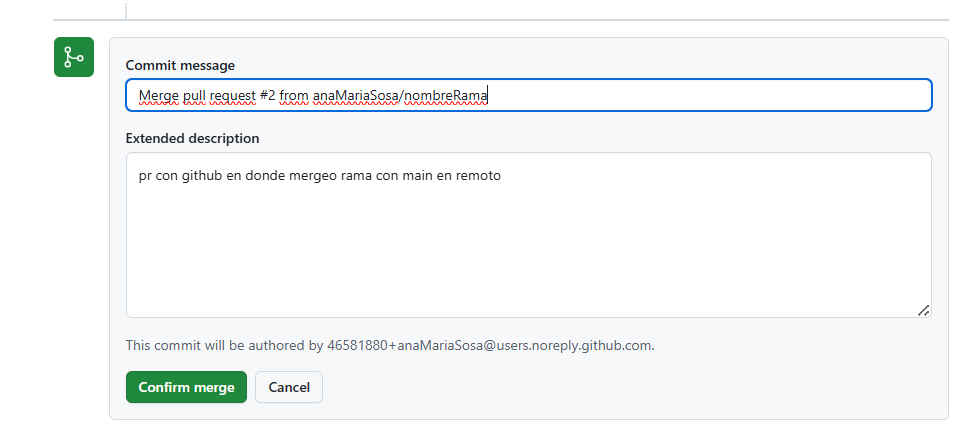 Commit message
Merge pull request #2 from anaMariaSosa/nombreRama
Extended description
pr con github en donde mergeo rama con main en remoto
This commit will be authored by 46581880+anaMariaSosa@users.noreply.github.com.
Confirm merge
Cancel